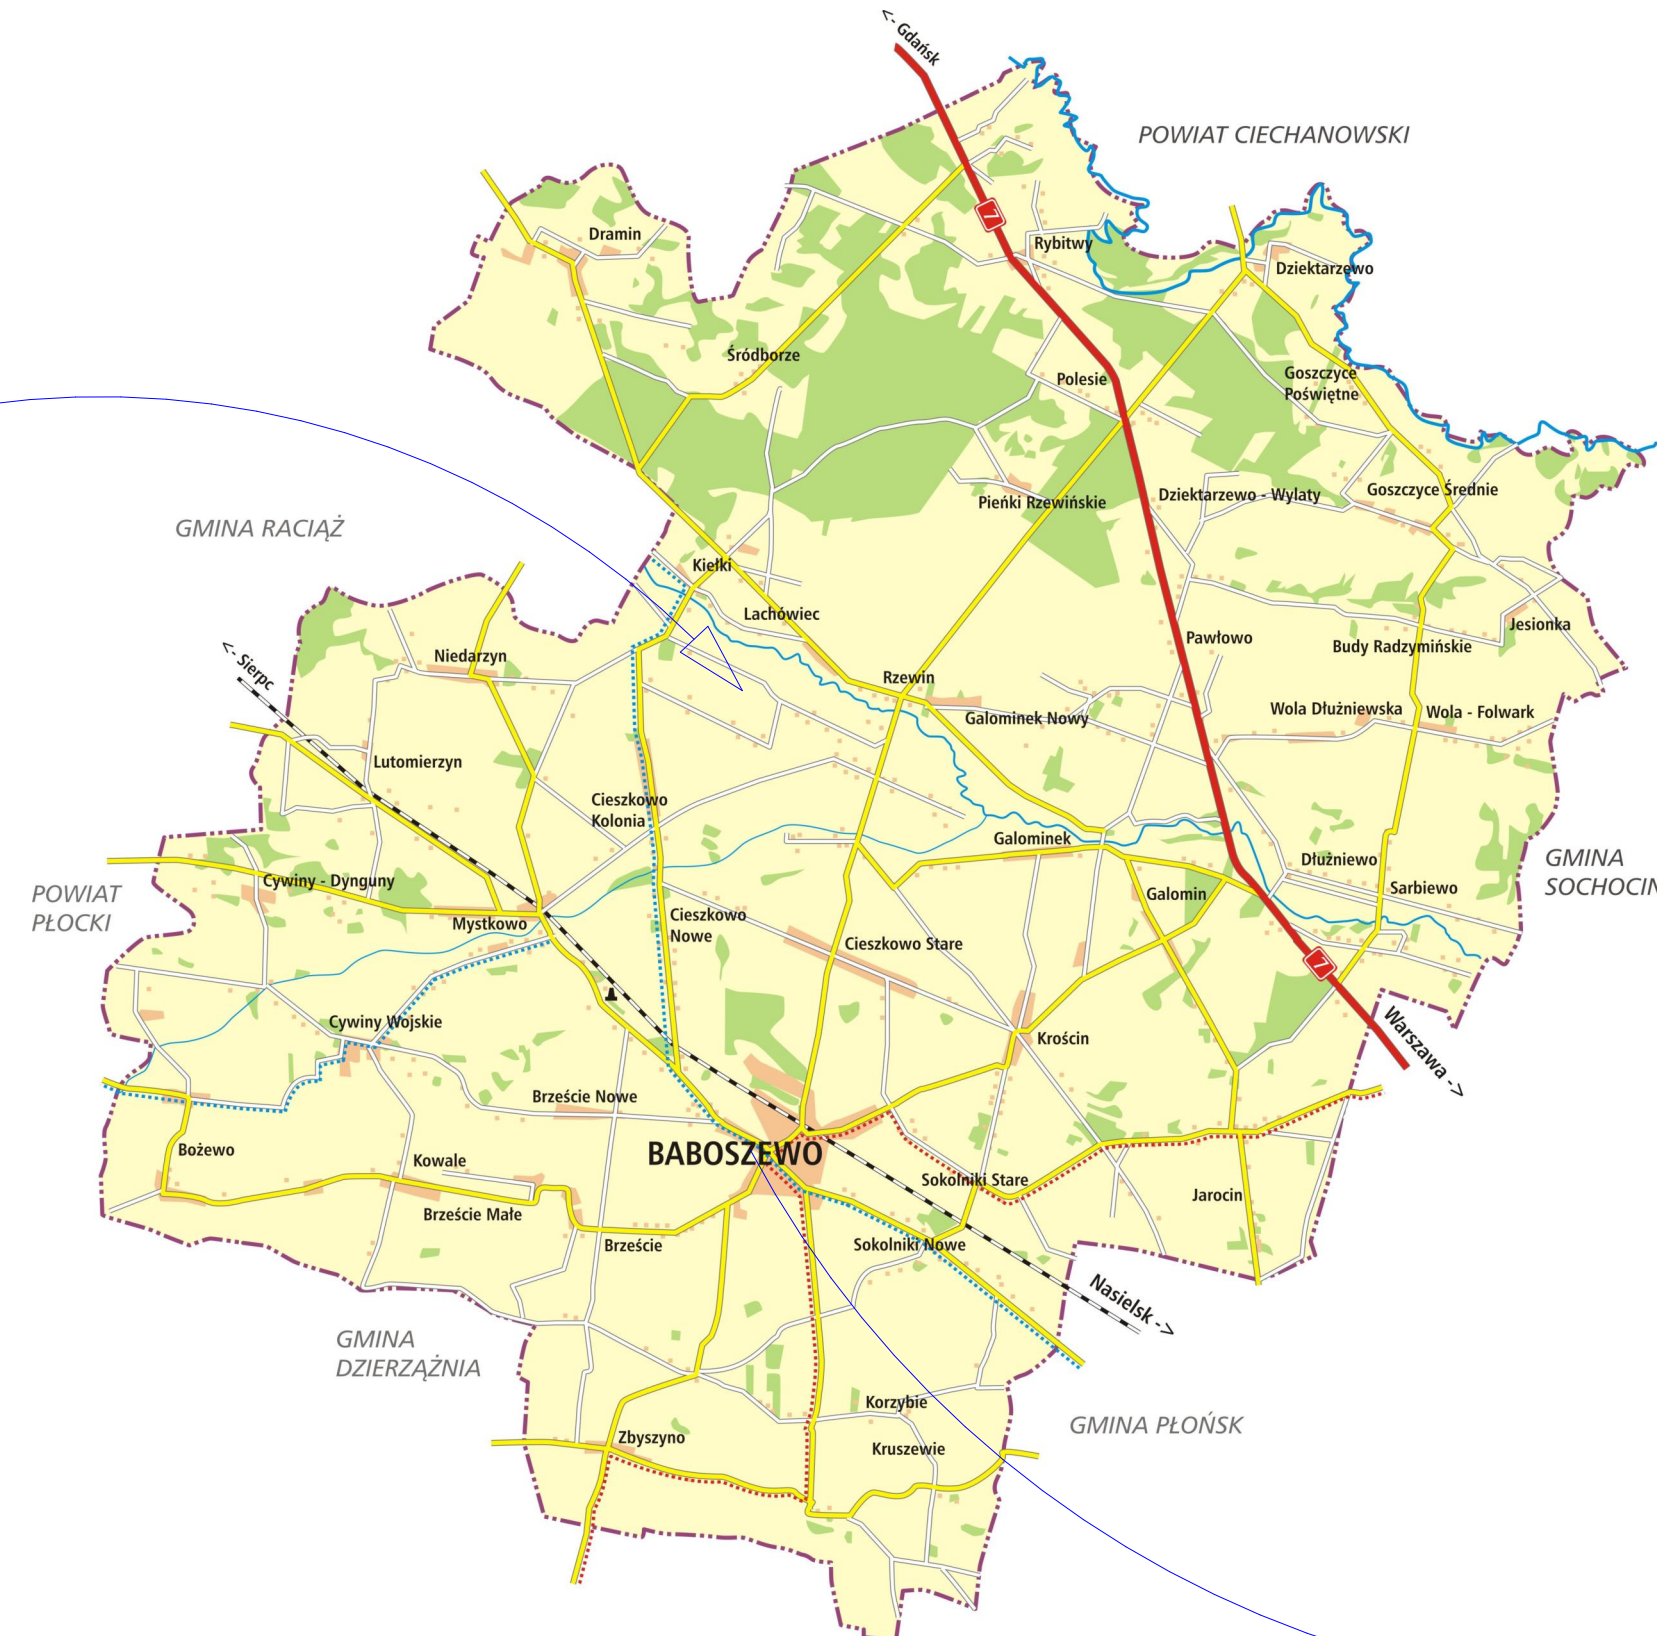 <- Gdańsk
POWIAT CIECHANOWSKI
7
Dramin
Rybitwy
Dziektarzewo
Śródborze
Polesie
Goszczyce
Poświętne
Pieńki Rzewińskie
Dziektarzewo - Wylaty
Goszczyce Średnie
GMINA RACIĄŻ
Kiełki
Lachówiec
Jesionka
Pawłowo
Budy Radzymińskie
<- Sierpc
Niedarzyn
Rzewin
Galominek Nowy
Wola Dłużniewska
Wola - Folwark
Lutomierzyn
Cieszkowo
Kolonia
Galominek
Dłużniewo
GMINA
SOCHOCIN
Cywiny - Dynguny
Galomin
Sarbiewo
POWIAT
PŁOCKI
Mystkowo
Cieszkowo
Nowe
Cieszkowo Stare
7
Cywiny Wojskie
Krościn
Warszawa ->
Brzeście Nowe
BABOSZEWO
Bożewo
Kowale
Sokolniki Stare
Jarocin
Brzeście Małe
Brzeście
Sokolniki Nowe
Nasielsk ->
GMINA
DZIERZĄŻNIA
Korzybie
GMINA PŁOŃSK
Zbyszyno
Kruszewie